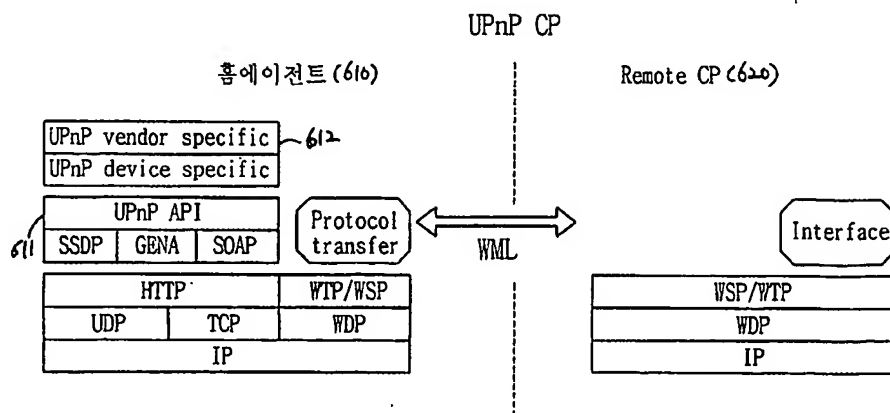 UPnP CP
홈에이전트(610)
Remote CP(620)
UPnP vendor specific
612
UPnP device specific
UPnP API
611
SSDP GENA SOAP
Protocol
transfer
WML
Interface
HTTP WTP/WSP
UDP TCP WDP
IP
WSP/WTP
WDP
IP